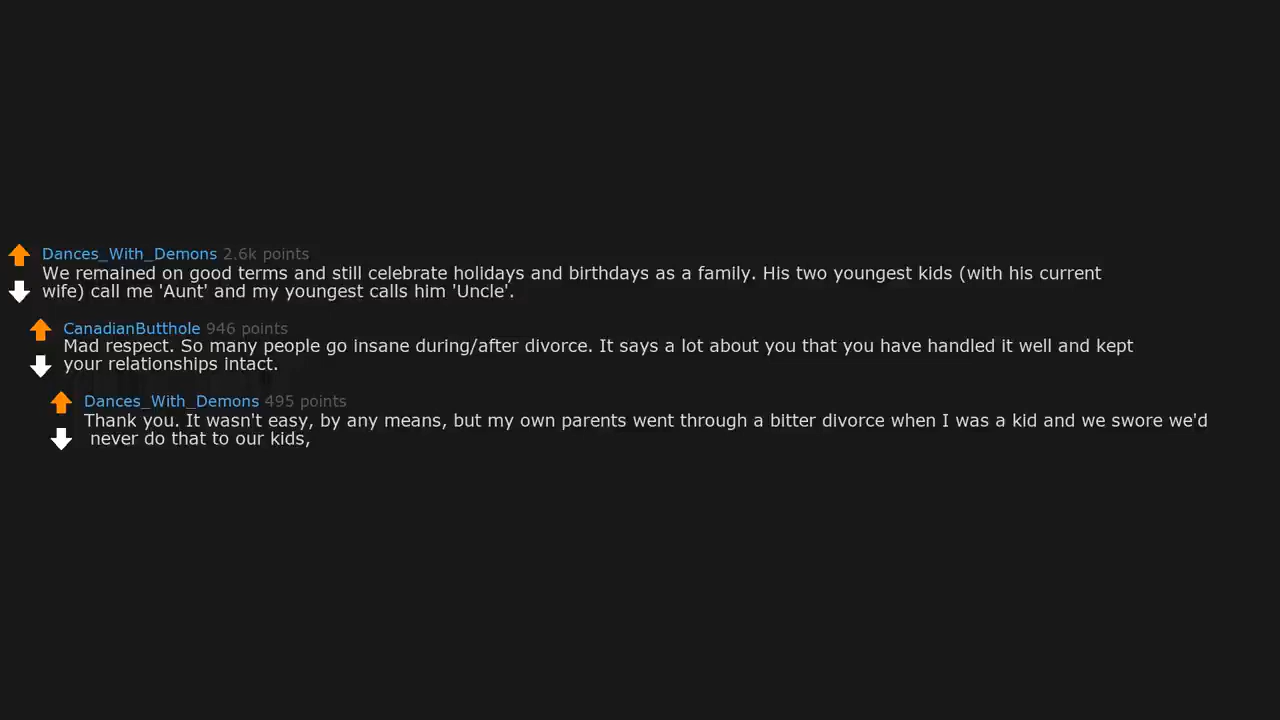 Dances_With_Demons 2.6k points
We remained on good terms and still celebrate holidays and birthdays as a family. His two youngest kids (with his current
wife) call me 'Aunt' and my youngest calls him 'Uncle'.
CanadianButthole 946 points
Mad respect. So many people go insane during/after divorce. It says a lot about you that you have handled it well and kept
your relationships intact.
Dances_With_Demons 495 points
Thank you. It wasn't easy, by any means, but my own parents went through a bitter divorce when I was a kid and we swore we'd
never do that to our kids,